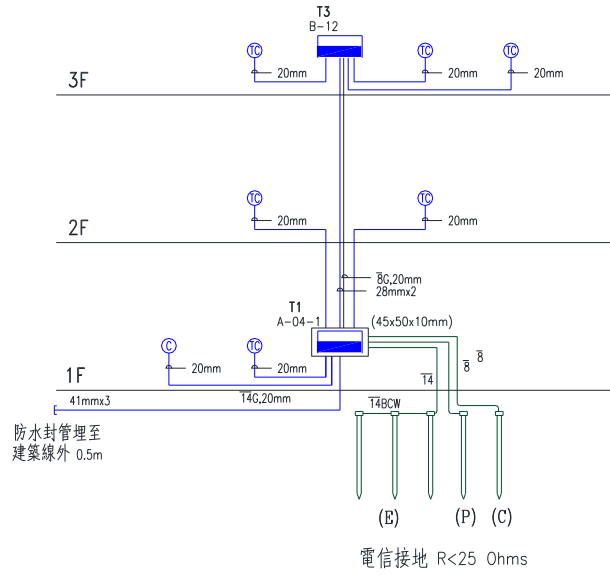 T3
B-12
TC
TC
TC
20mm
20mm
20mm
3F
TC
TC
20mm
20mm
2F
8G,20mm
28mmx2
T1
A-04-1
(45x50x10mm)
C
TC
20mm
20mm
8
8
14
1F
41mmx3
14G,20mm
14BCW
防水封管埋至
建築線外 0.5m
(E)
(P)
(C)
電信接地 R<25 Ohms